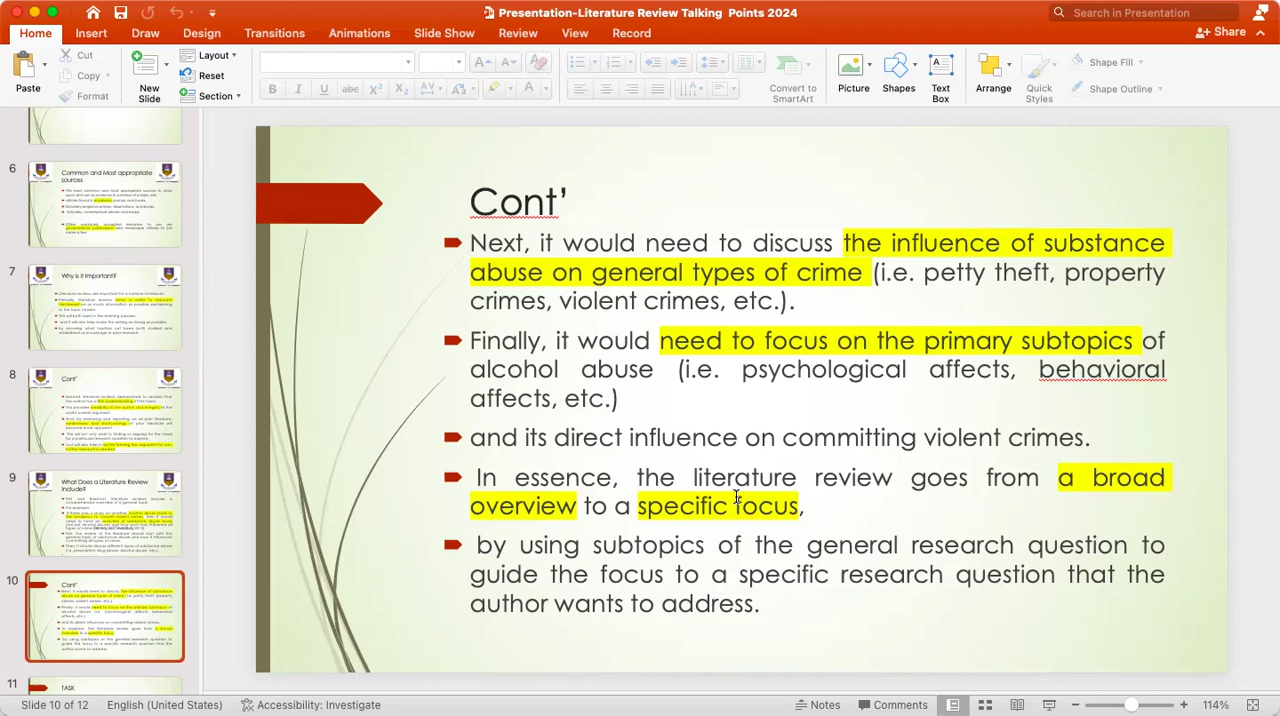 Presentation-Literature Review Talking Points 2024
Search in Presentation
Home Insert Draw Design Transitions Animations Slide Show Review View Record
Share
Paste
Cut
Copy
Format
New
Slide
Layout
Reset
Section
Convert to
SmartArt
Picture
Shapes
Text
Box
Arrange
Quick
Styles
Shape Fill
Shape Outline
6
Common and Most appropriate
sources
7
Why is it Important?
8
Cont'
9
What Does a Literature Review
Include?
10
Cont'
11
TASK
Cont'
Next, it would need to discuss the influence of substance
abuse on general types of crime (i.e. petty theft, property
crimes, violent crimes, etc.)
Finally, it would need to focus on the primary subtopics of
alcohol abuse (i.e. psychological affects, behavioral
affects, etc.)
and its direct influence on committing violent crimes.
In essence, the literature review goes from a broad
overview to a specific focus
by using subtopics of the general research question to
guide the focus to a specific research question that the
author wants to address.
Slide 10 of 12 English (United States) Accessibility: Investigate Notes Comments 114%